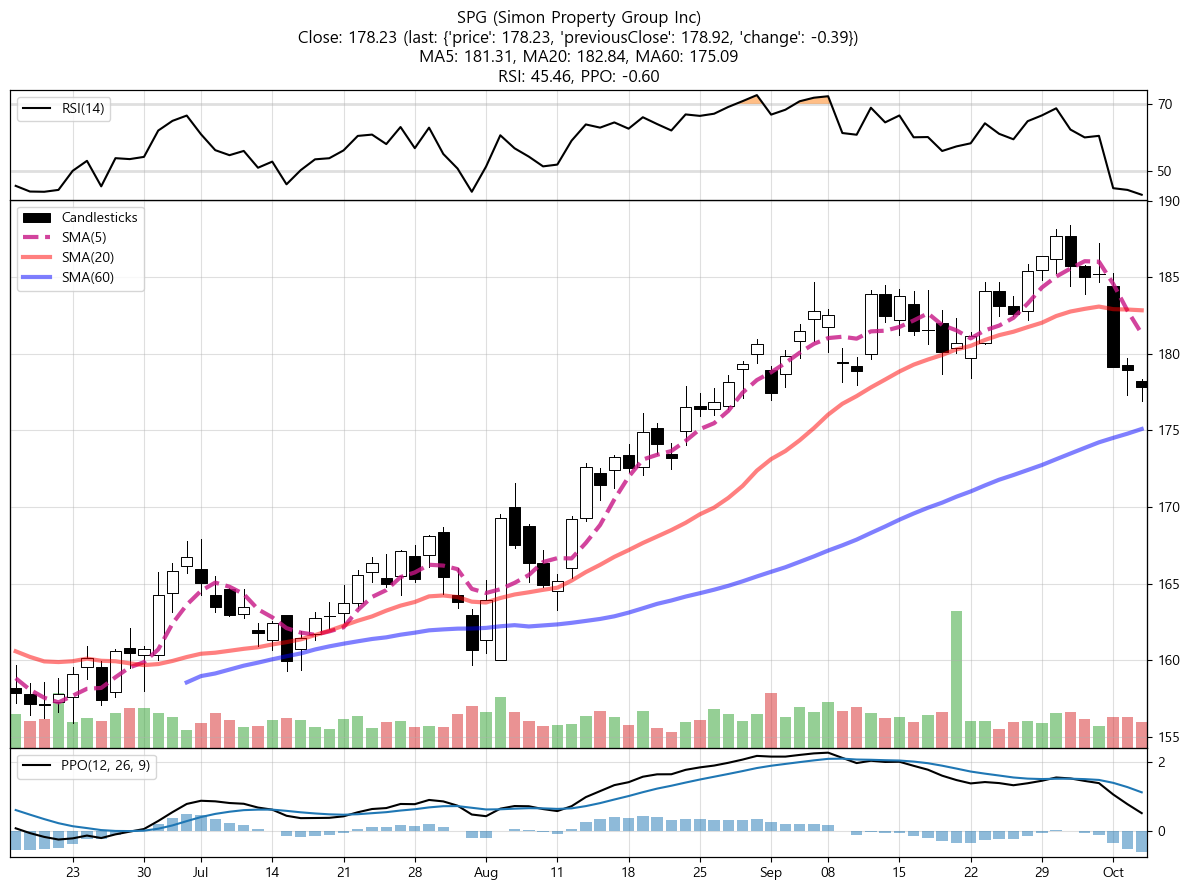 SPG (Simon Property Group Inc)
Close: 178.23 (last: {'price': 178.23, 'previousClose': 178.92, 'change': -0.39})
MA5: 181.31, MA20: 182.84, MA60: 175.09
RSI: 45.46, PPO: -0.60
RSI(14)
70
50
190
Candlesticks
SMA(5)
SMA(20)
SMA(60)
185
180
175
170
165
160
155
PPO(12, 26, 9)
2
0
23 30 Jul 14 21 28 Aug 11 18 25 Sep 08 15 22 29 Oct